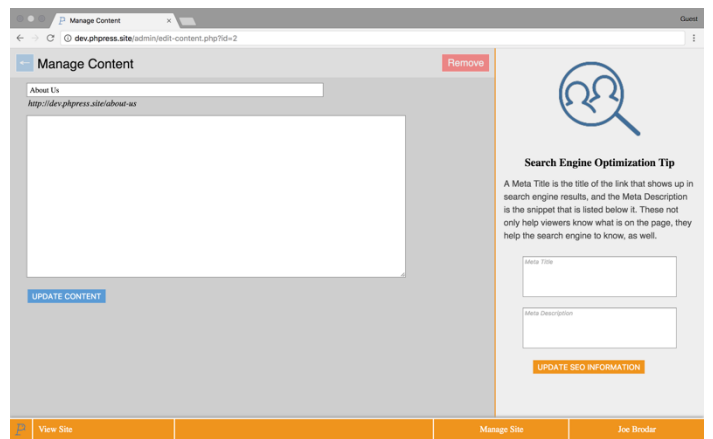 Manage Content
Guest
dev.phpress.site/admin/edit-content.php?id=2
Manage Content
Remove
About Us
http://dev.phpress.site/about-us
UPDATE CONTENT
Search Engine Optimization Tip
A Meta Title is the title of the link that shows up in
search engine results, and the Meta Description
is the snippet that is listed below it. These not
only help viewers know what is on the page, they
help the search engine to know, as well.
Meta Title
Meta Description
UPDATE SEO INFORMATION
View Site
Manage Site
Joe Brodar